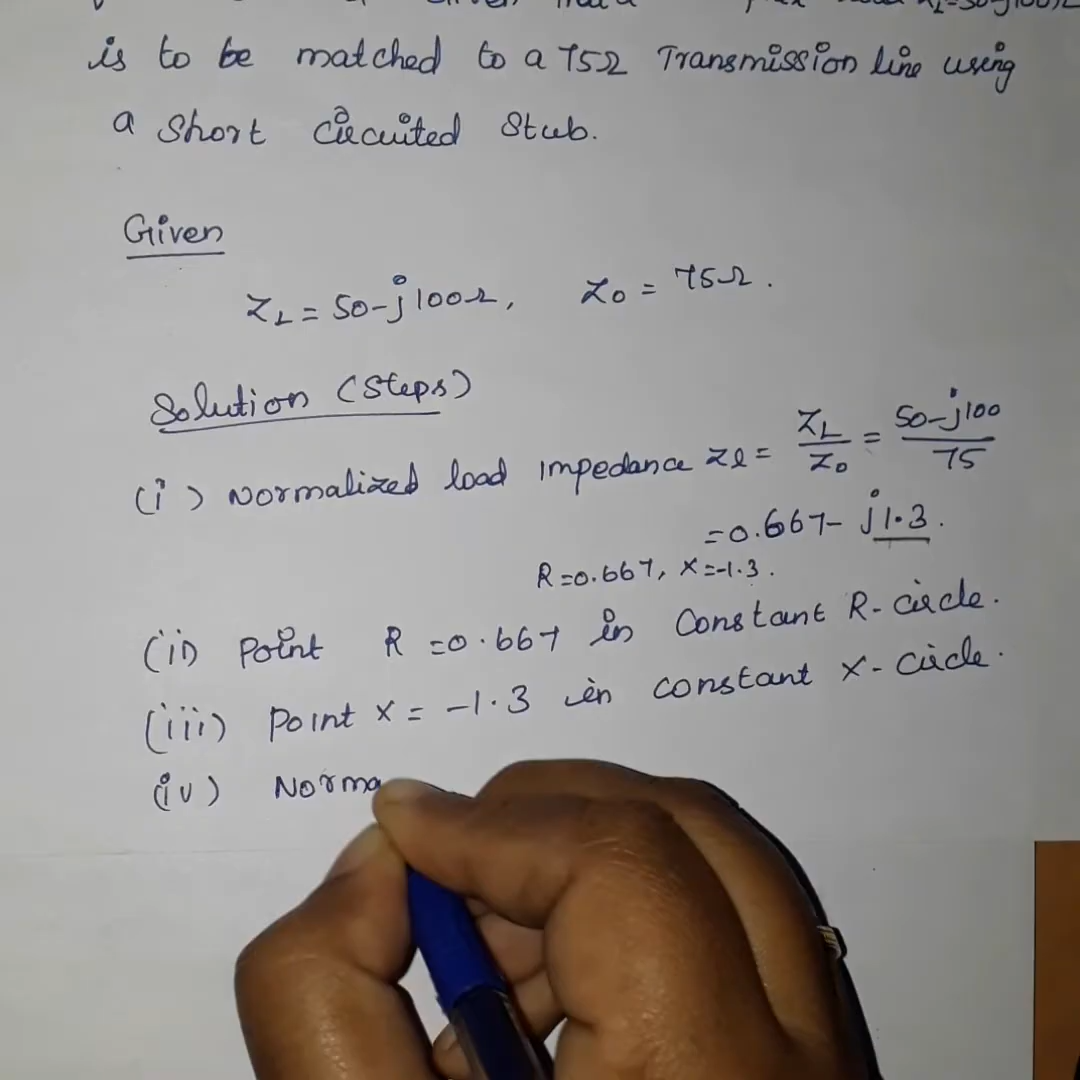 is to be matched to a 75Ω Transmission line using
a Short Circuited Stub.
Given
Z_L = 50-j100Ω, Z0 = 75Ω.
Solution (Steps)
(i) Normalized load impedance zl = Z_L/Z0 = 50-j100/75
=0.667-j1.3.
R=0.667, X=-1.3.
(ii) Point R=0.667 in Constant R-circle.
(iii) Point X=-1.3 in constant X-circle.
(iv) Norma